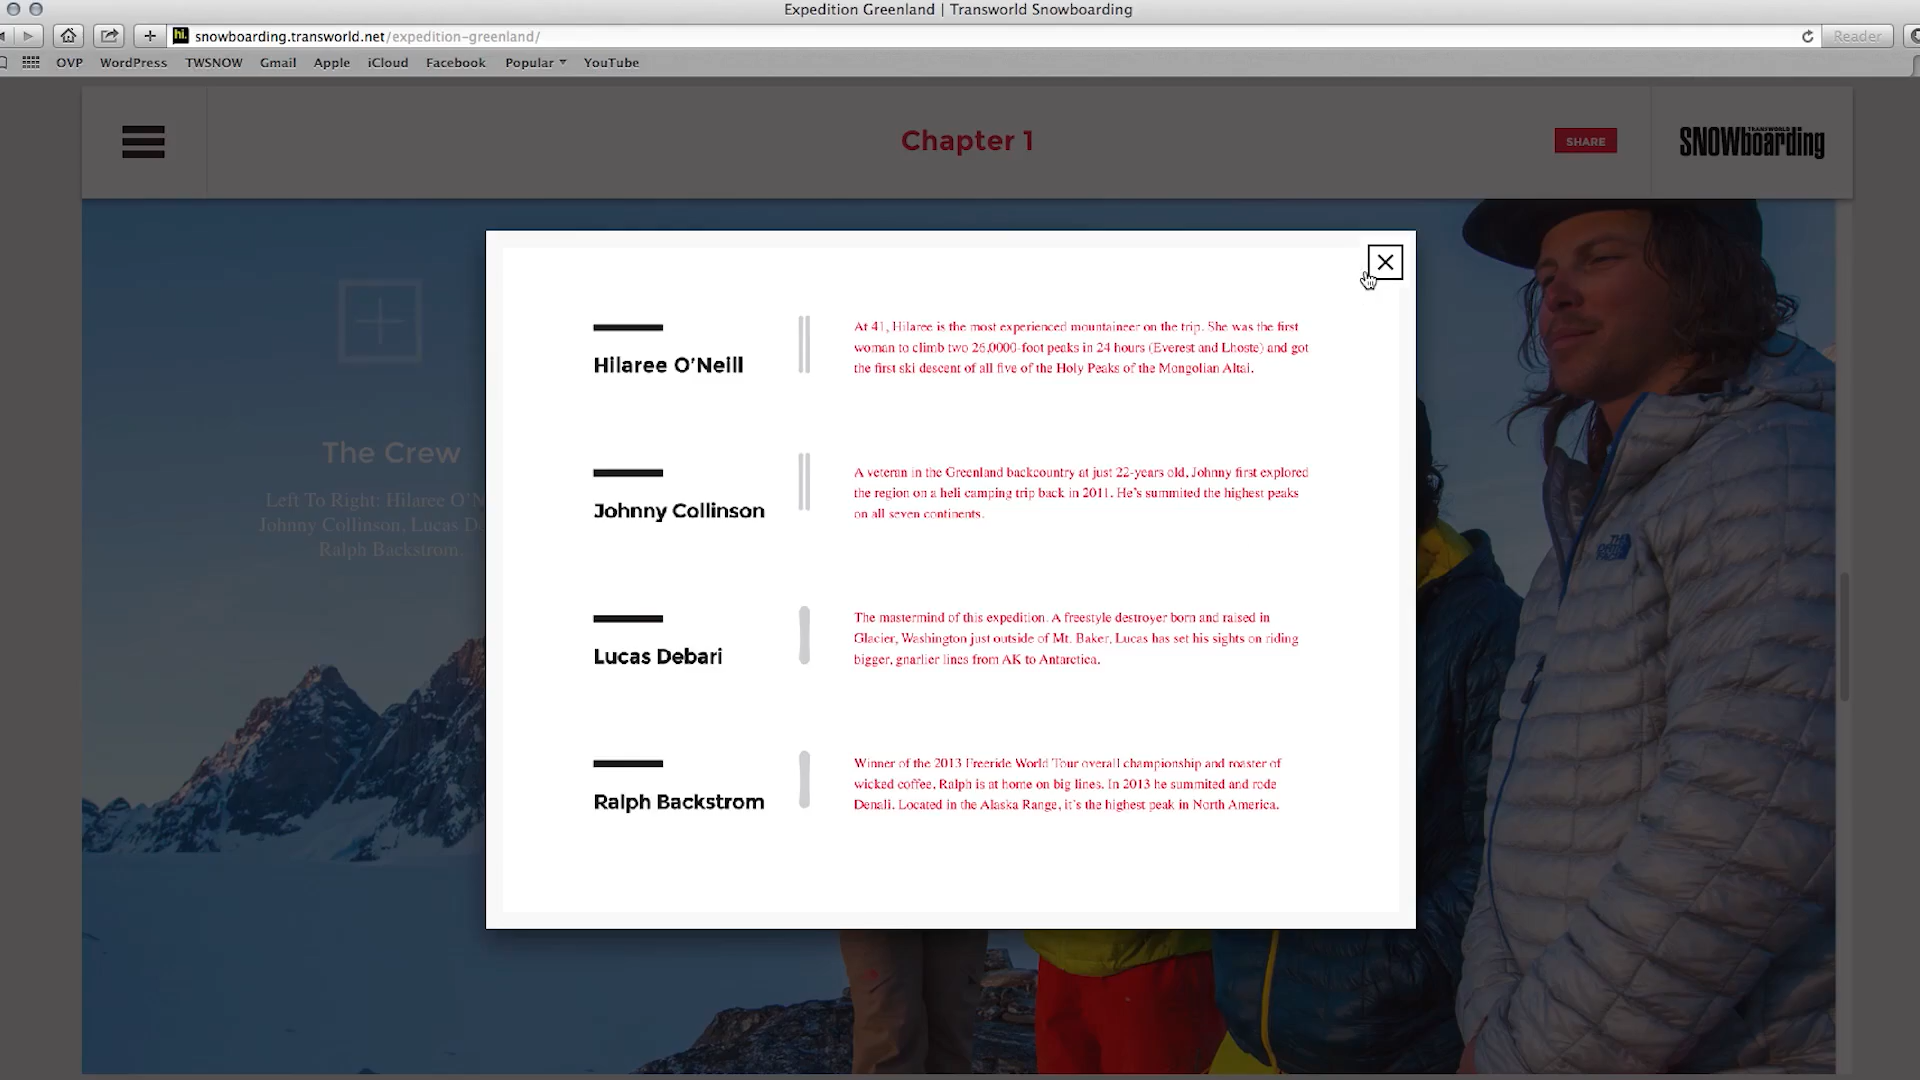 Expedition Greenland | Transworld Snowboarding
hi.
snowboarding.transworld.net/expedition-greenland/
Reader
OVP WordPress TWSNOW Gmail Apple iCloud Facebook Popular YouTube
Chapter 1
SHARE
TRANSWORLD
SNOWboarding
The Crew
Left To Right: Hilaree O'N
Johnny Collinson, Lucas D
Ralph Backstrom.
Hilaree O'Neill
At 41, Hilaree is the most experienced mountaineer on the trip. She was the first
woman to climb two 26,0000-foot peaks in 24 hours (Everest and Lhoste) and got
the first ski descent of all five of the Holy Peaks of the Mongolian Altai.
Johnny Collinson
A veteran in the Greenland backcountry at just 22-years old, Johnny first explored
the region on a heli camping trip back in 2011. He's summited the highest peaks
on all seven continents.
Lucas Debari
The mastermind of this expedition. A freestyle destroyer born and raised in
Glacier, Washington just outside of Mt. Baker, Lucas has set his sights on riding
bigger, gnarlier lines from AK to Antarctica.
Ralph Backstrom
Winner of the 2013 Freeride World Tour overall championship and roaster of
wicked coffee, Ralph is at home on big lines. In 2013 he summited and rode
Denali. Located in the Alaska Range, it's the highest peak in North America.